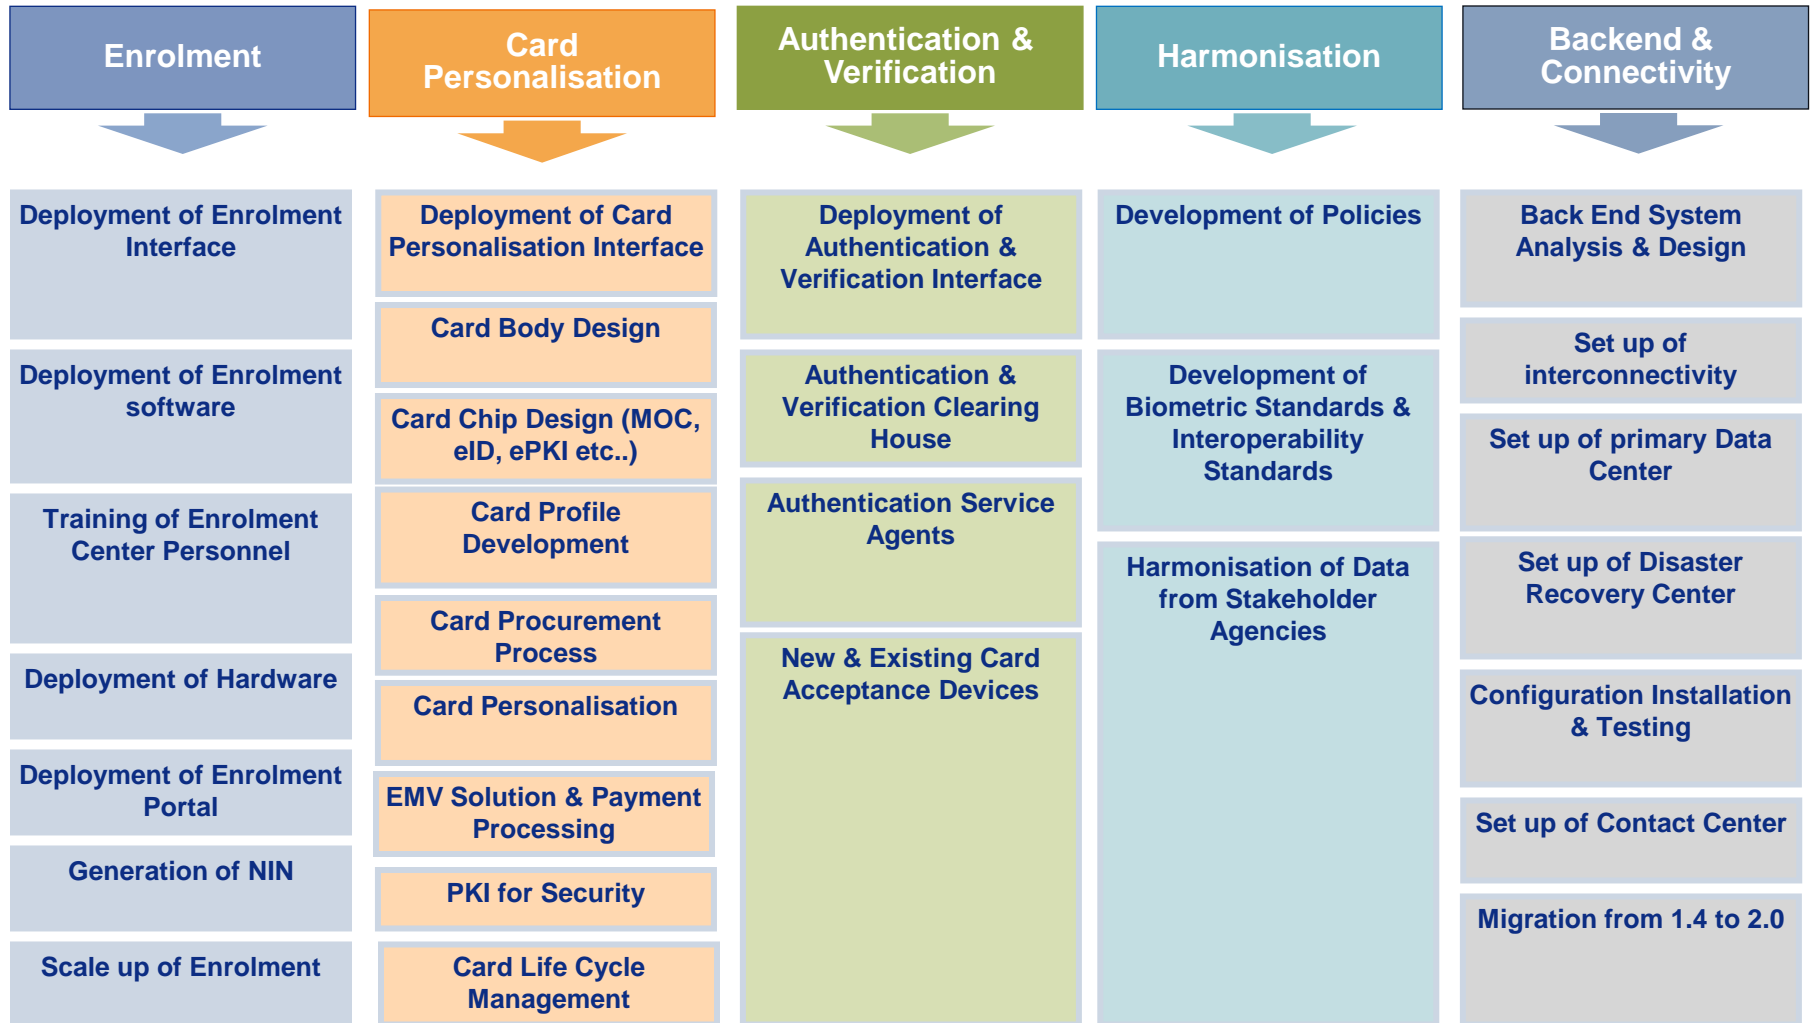 Enrolment
Card
Personalisation
Authentication &
Verification
Harmonisation
Backend &
Connectivity
Deployment of Enrolment
Interface
Deployment of Enrolment
software
Training of Enrolment
Center Personnel
Deployment of Hardware
Deployment of Enrolment
Portal
Generation of NIN
Scale up of Enrolment
Deployment of Card
Personalisation Interface
Card Body Design
Card Chip Design (MOC,
eID, ePKI etc..)
Card Profile
Development
Card Procurement
Process
Card Personalisation
EMV Solution & Payment
Processing
PKI for Security
Card Life Cycle
Management
Deployment of
Authentication &
Verification Interface
Authentication &
Verification Clearing
House
Authentication Service
Agents
New & Existing Card
Acceptance Devices
Development of Policies
Development of
Biometric Standards &
Interoperability
Standards
Harmonisation of Data
from Stakeholder
Agencies
Back End System
Analysis & Design
Set up of
interconnectivity
Set up of primary Data
Center
Set up of Disaster
Recovery Center
Configuration Installation
& Testing
Set up of Contact Center
Migration from 1.4 to 2.0